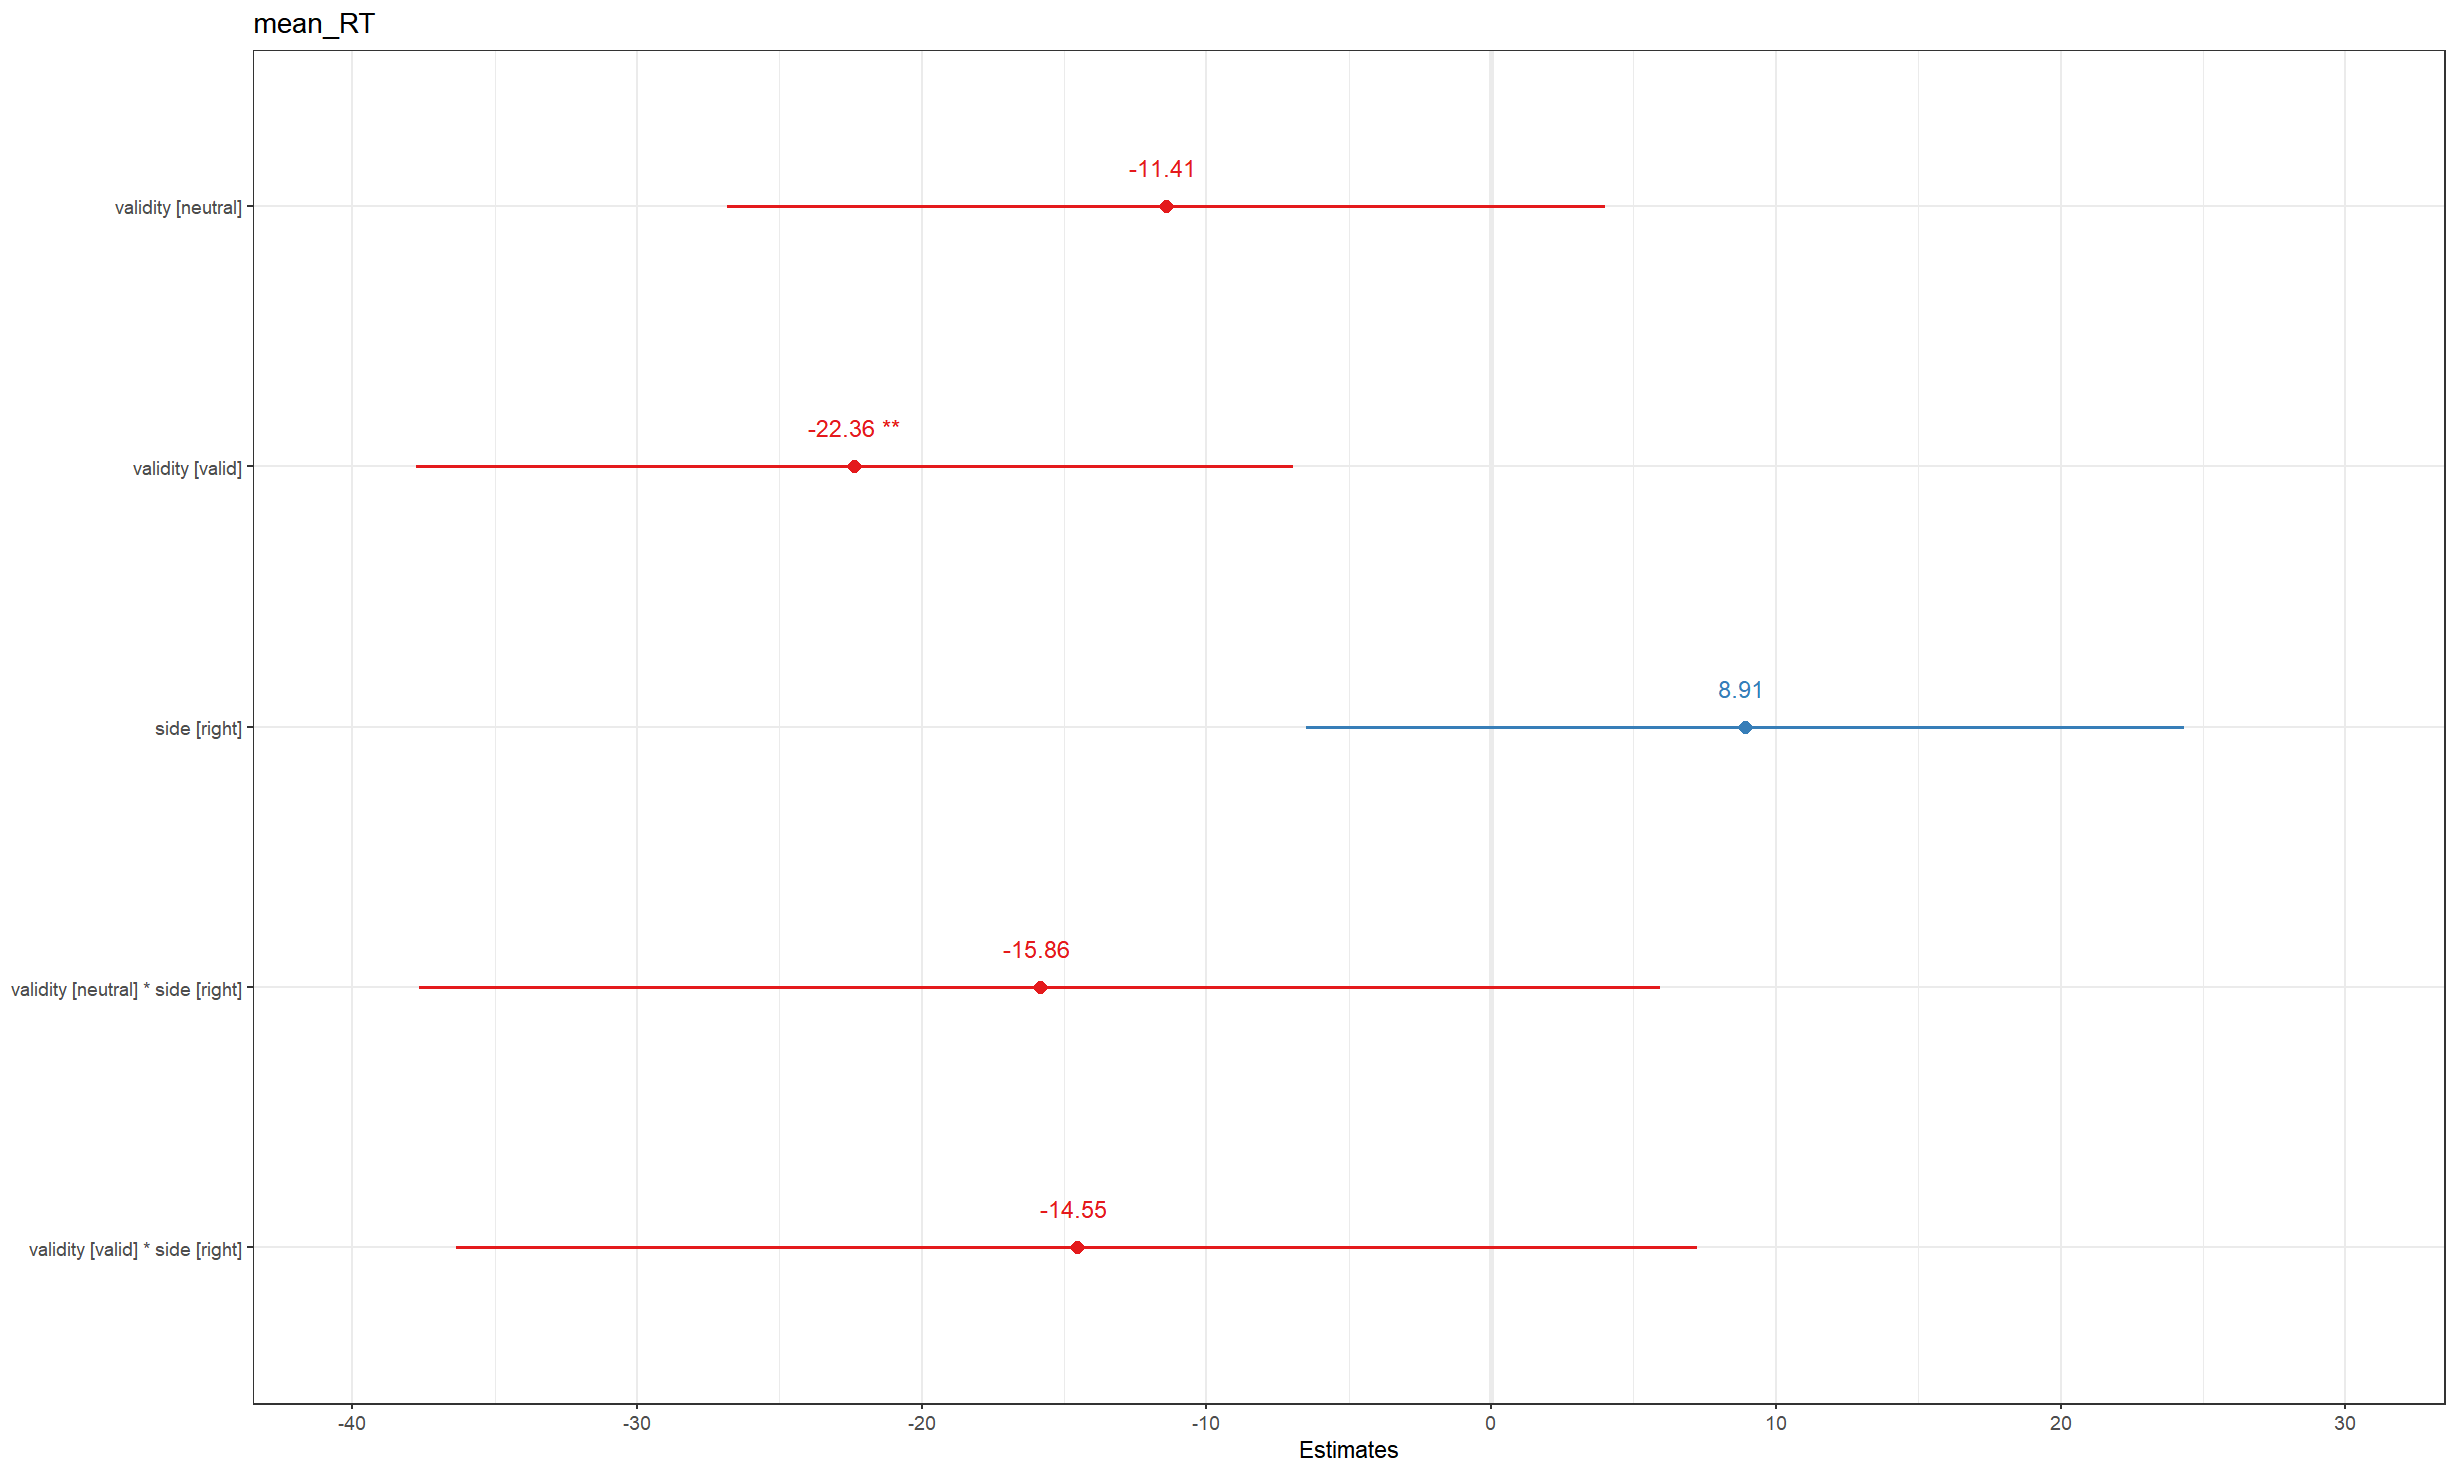 mean_RT
-11.41
validity [neutral]
-22.36 **
validity [valid]
8.91
side [right]
-15.86
validity [neutral] * side [right]
-14.55
validity [valid] * side [right]
-40 -30 -20 -10 0 10 20 30
Estimates